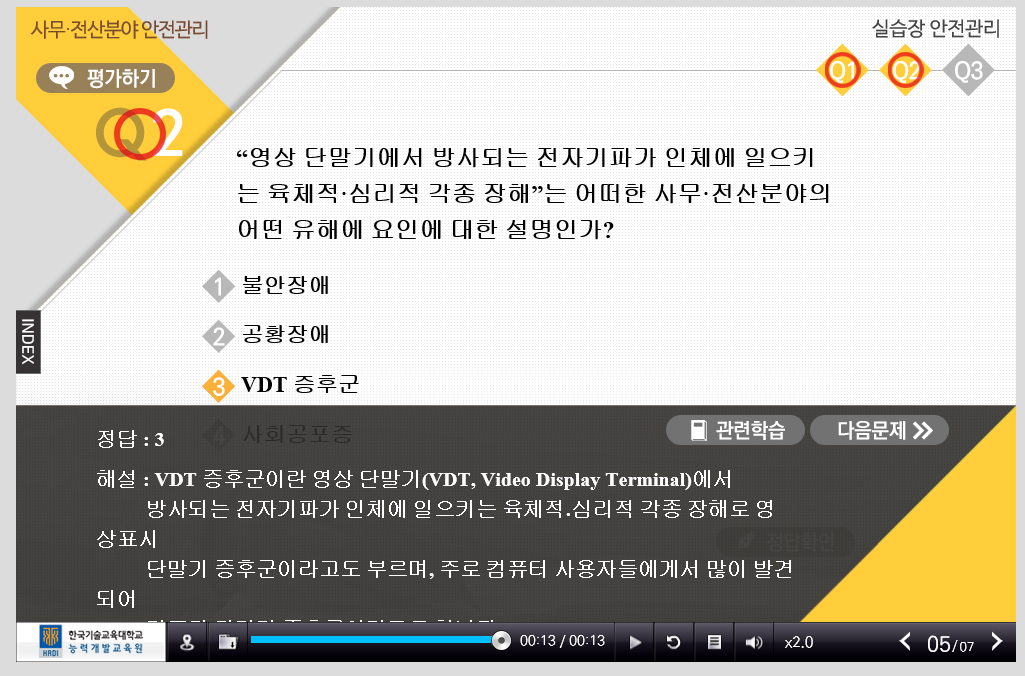 사무·전산분야 안전관리
실습장 안전관리
평가하기
Q1 Q2 Q3
Q2
“영상 단말기에서 방사되는 전자기파가 인체에 일으키
는 육체적·심리적 각종 장해”는 어떠한 사무·전산분야의
어떤 유해에 요인에 대한 설명인가?
1 불안장애
2 공황장애
INDEX
3 VDT 증후군
4 사회공포증
관련학습
다음문제
정답 : 3
해설 : VDT 증후군이란 영상 단말기(VDT, Video Display Terminal)에서
방사되는 전자기파가 인체에 일으키는 육체적.심리적 각종 장해로 영
상표시
정답확인
단말기 증후군이라고도 부르며, 주로 컴퓨터 사용자들에게서 많이 발견
되어
한국기술교육대학교
능력개발교육원
HRDI
00:13 / 00:13
x2.0
05/07